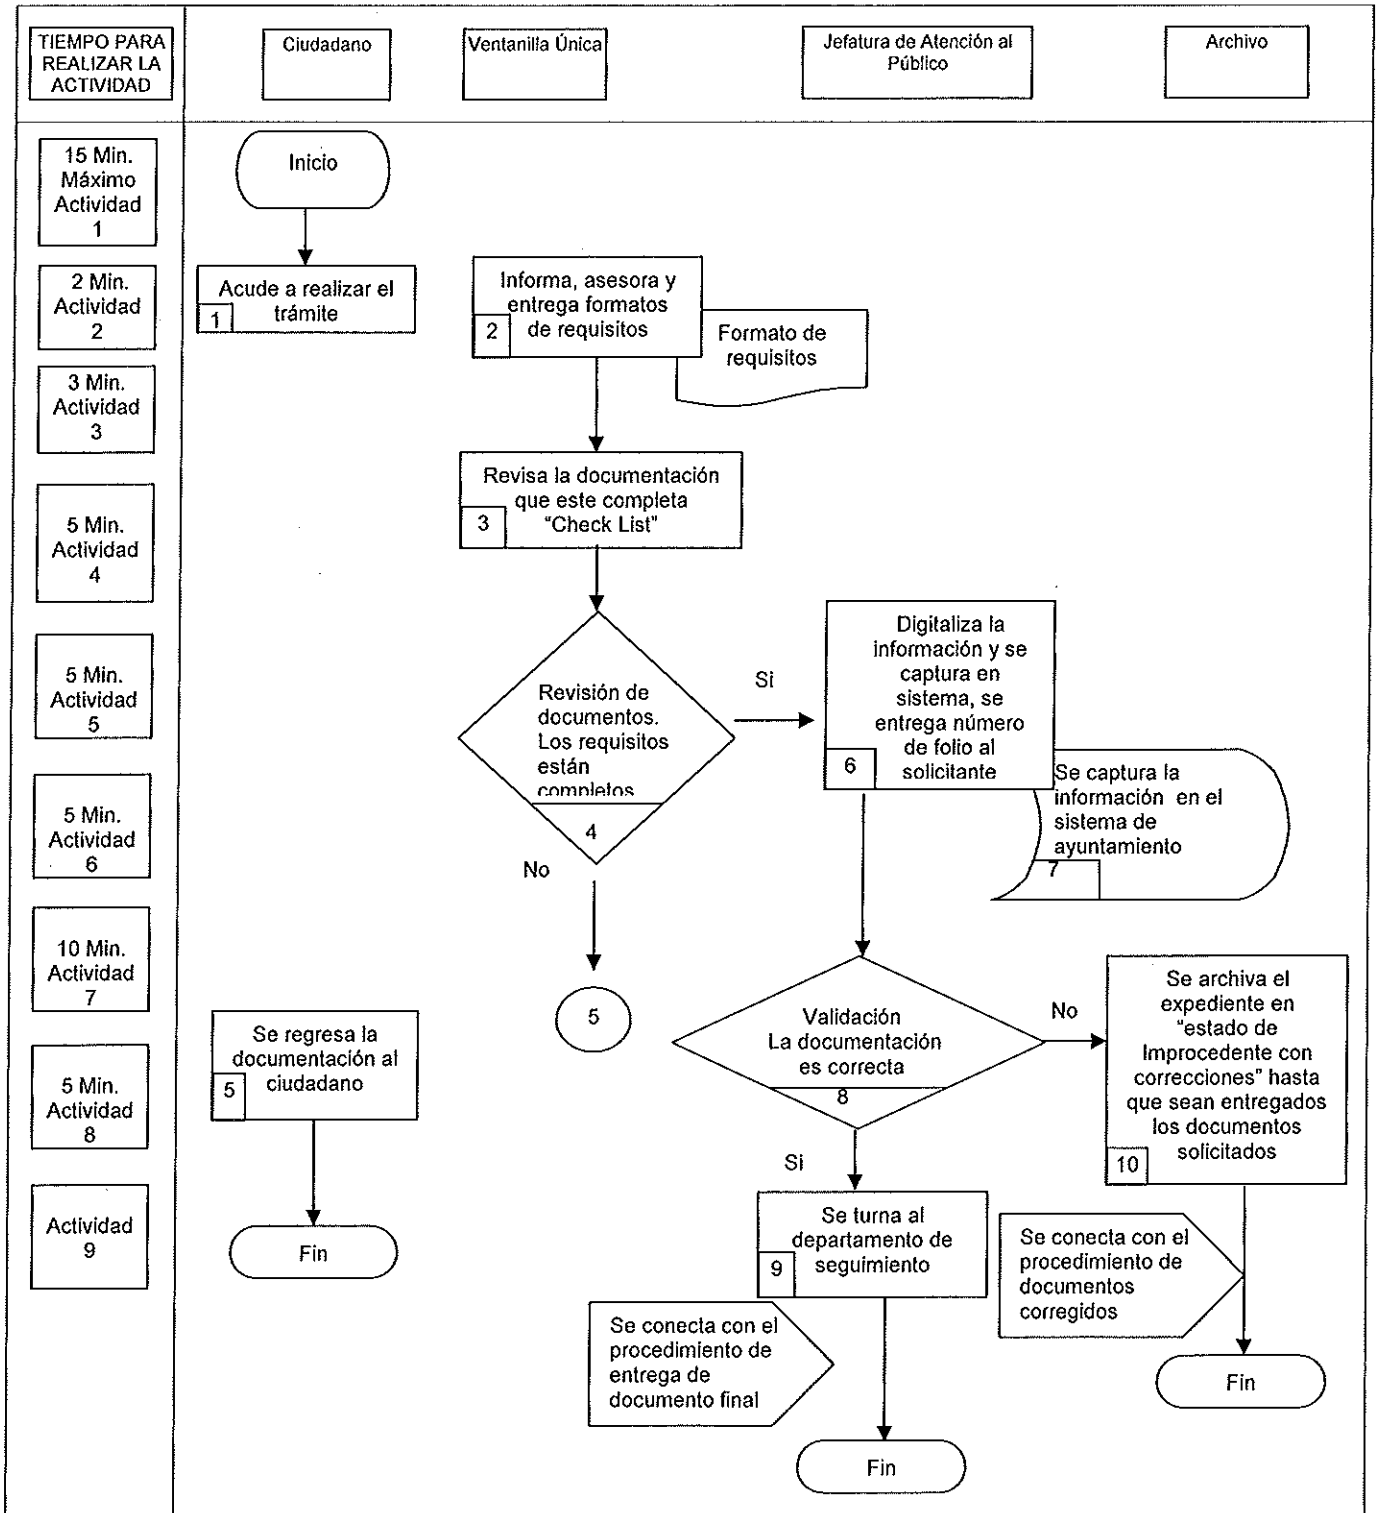 TIEMPO PARA
REALIZAR LA
ACTIVIDAD
Ciudadano
Ventanilla Única
Jefatura de Atención al
Público
Archivo
15 Min.
Máximo
Actividad
1
2 Min.
Actividad
2
3 Min.
Actividad
3
5 Min.
Actividad
4
5 Min.
Actividad
5
5 Min.
Actividad
6
10 Min.
Actividad
7
5 Min.
Actividad
8
Actividad
9
Inicio
Acude a realizar el
trámite
1
Informa, asesora y
entrega formatos
de requisitos
2
Formato de
requisitos
Revisa la documentación
que este completa
"Check List"
3
Revisión de
documentos.
Los requisitos
están
completos
4
Si
No
5
Digitaliza la
información y se
captura en
sistema, se
entrega número
de folio al
solicitante
6
Se captura la
información en el
sistema de
ayuntamiento
7
Validación
La documentación
es correcta
8
No
Si
Se archiva el
expediente en
"estado de
Improcedente con
correcciones" hasta
que sean entregados
los documentos
solicitados
10
Se regresa la
documentación al
ciudadano
5
Fin
Se turna al
departamento de
seguimiento
9
Se conecta con el
procedimiento de
documentos
corregidos
Se conecta con el
procedimiento de
entrega de
documento final
Fin
Fin